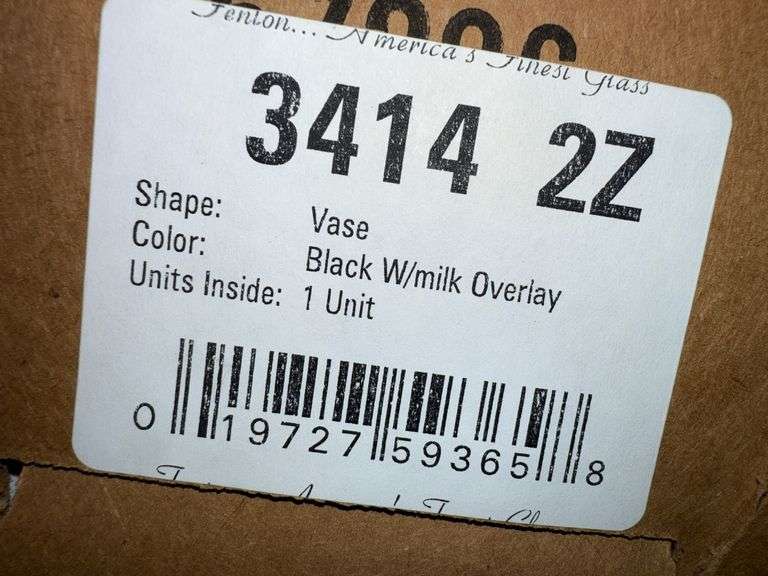 Fenton... America's Finest Glass
3414 2Z
Shape: Vase
Color: Black W/milk Overlay
Units Inside: 1 Unit
0 19727 59365 8